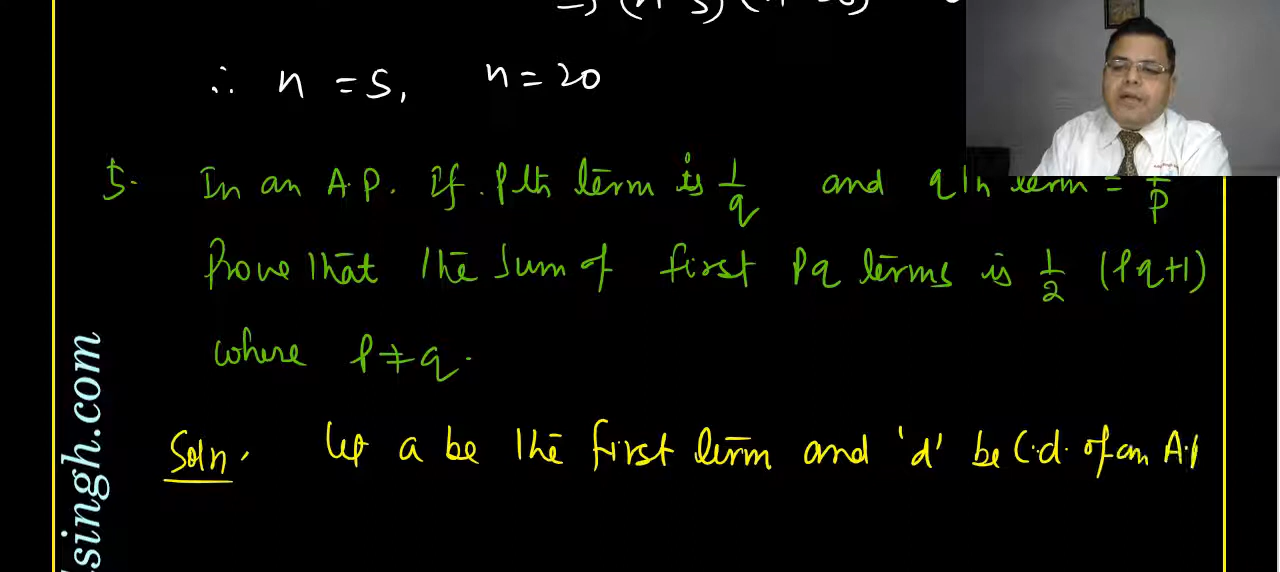 ∴ n = 5, n = 20
5. In an A.P. If pth term is 1/q and qth term = 1/p
Prove that the Sum of first pq terms is 1/2 (pq+1)
where p ≠ q.
Soln. Let a be the first term and 'd' be C.d. of an A.P
singh.com